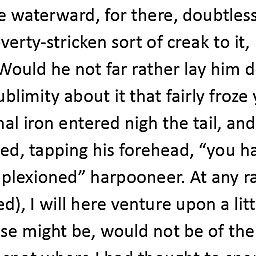 e waterward, for there, doubtless
verty-stricken sort of creak to it,
Would he not far rather lay him d
ublimity about it that fairly froze y
nal iron entered nigh the tail, and
ed, tapping his forehead, “you ha
plexioned” harpooneer. At any ra
ed), I will here venture upon a litt
se might be, would not be of the